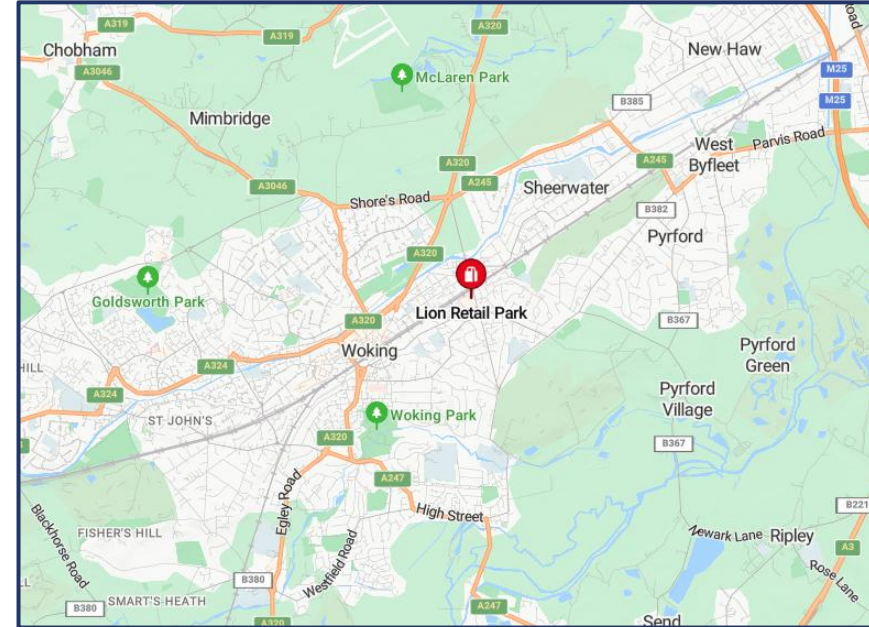 A319
A319
A320
Road
Chobham
New Haw
A3046
McLaren Park
M25
M25
B385
Mimbridge
A320
West
Byfleet
Parvis Road
A245
A245
A3046
Sheerwater
Shore's Road
B382
Pyrford
A320
Goldsworth Park
Lion Retail Park
A320
B367
Woking
HILL
A324
Pyrford
Green
A324
Pyrford
Village
ST JOHN'S
Woking Park
A320
B367
A247
Egley Road
High Street
B221
Blackhorse Road
FISHER'S HILL
Newark Lane
Ripley
A3
Westfield Road
Rose Lane
B380
SMART'S HEATH
B380
A247
A320
Send